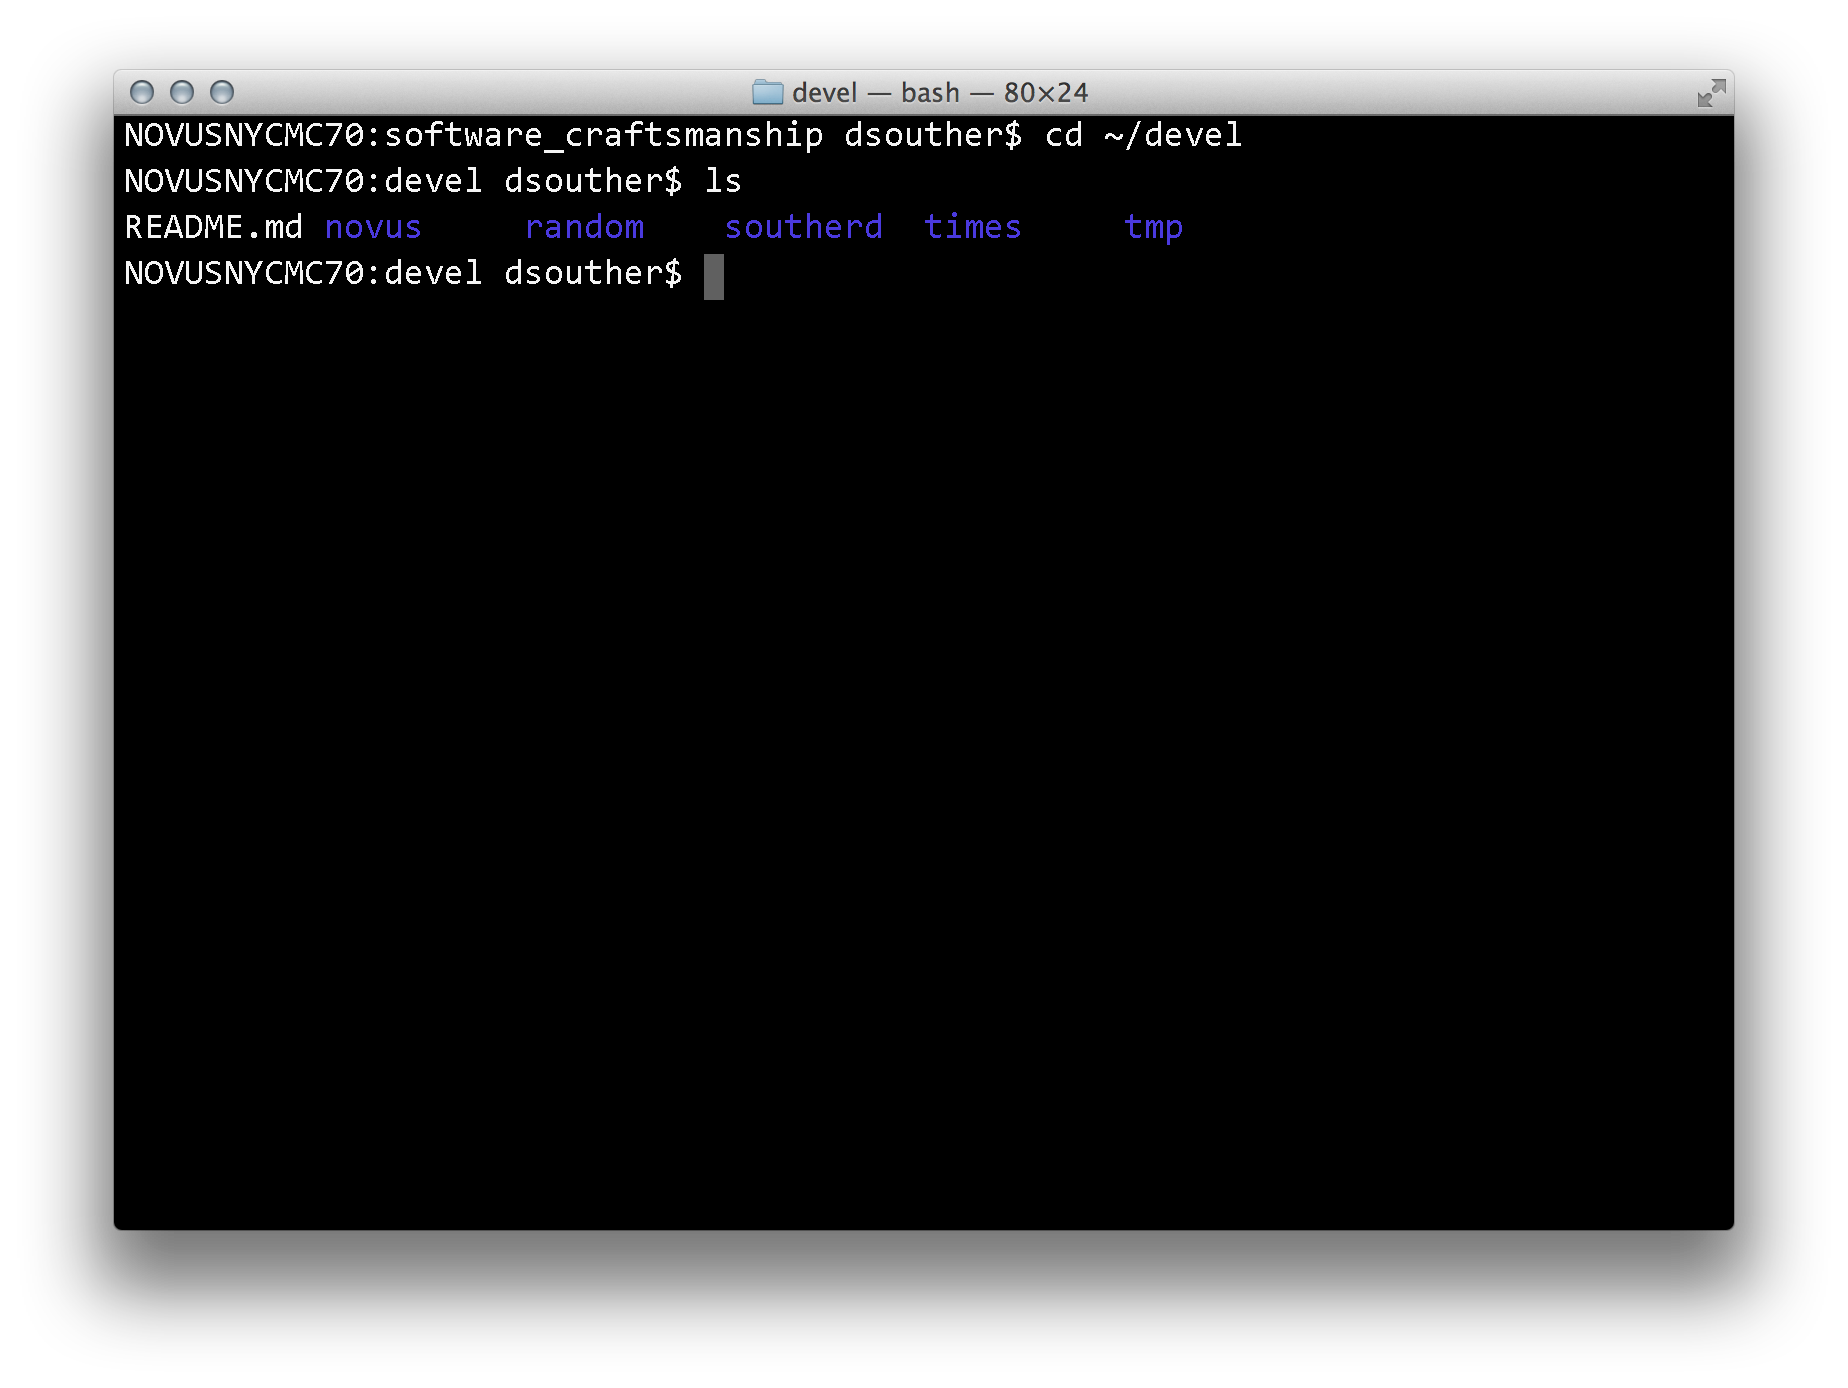 devel — bash — 80×24
NOVUSNYCMC70:software_craftsmanship dsouther$ cd ~/devel
NOVUSNYCMC70:devel dsouther$ ls
README.md novus     random    southerd  times     tmp
NOVUSNYCMC70:devel dsouther$